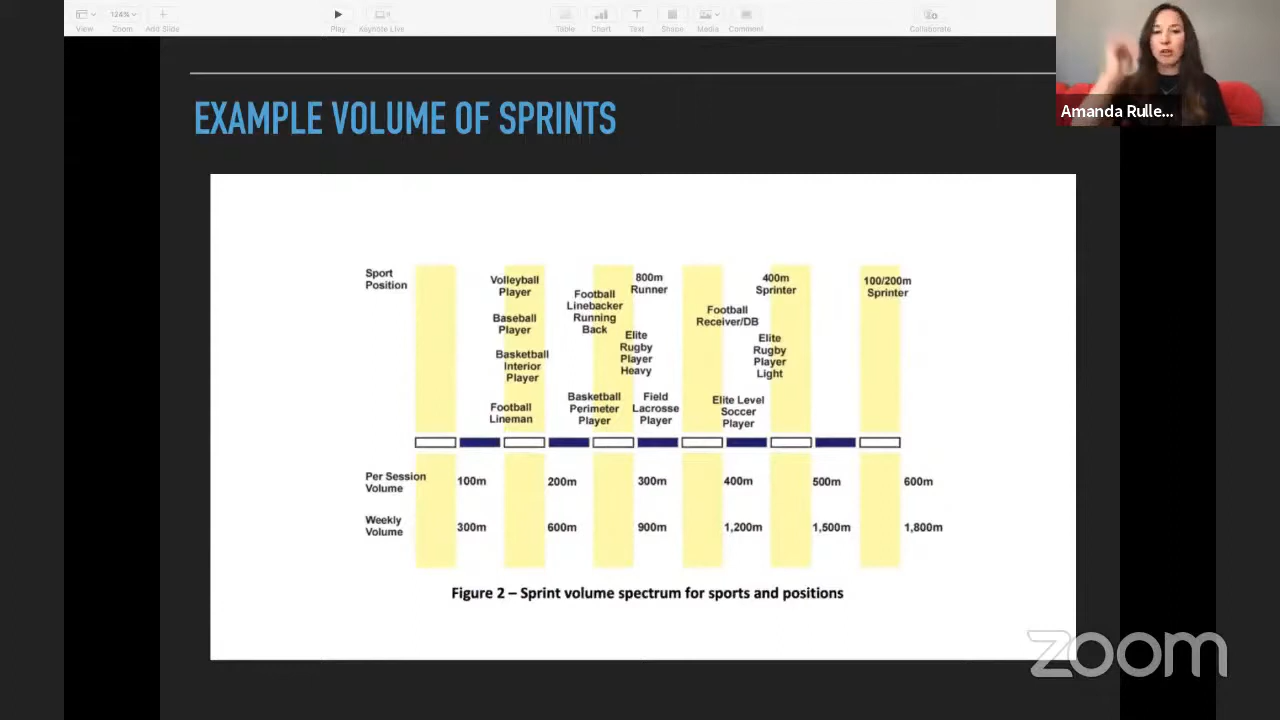 View
124%
Zoom
Add Slide
Play
Keynote Live
Table
Chart
Text
Shape
Media
Comment
Collaborate
Amanda Rulle...
EXAMPLE VOLUME OF SPRINTS
Sport
Position
Volleyball
Player
Baseball
Player
Basketball
Interior
Player
Football
Lineman
Football
Linebacker
Running
Back
Basketball
Perimeter
Player
800m
Runner
Elite
Rugby
Player
Heavy
Field
Lacrosse
Player
Football
Receiver/DB
Elite Level
Soccer
Player
400m
Sprinter
Elite
Rugby
Player
Light
100/200m
Sprinter
Per Session
Volume
100m
200m
300m
400m
500m
600m
Weekly
Volume
300m
600m
900m
1,200m
1,500m
1,800m
Figure 2 – Sprint volume spectrum for sports and positions
zoom